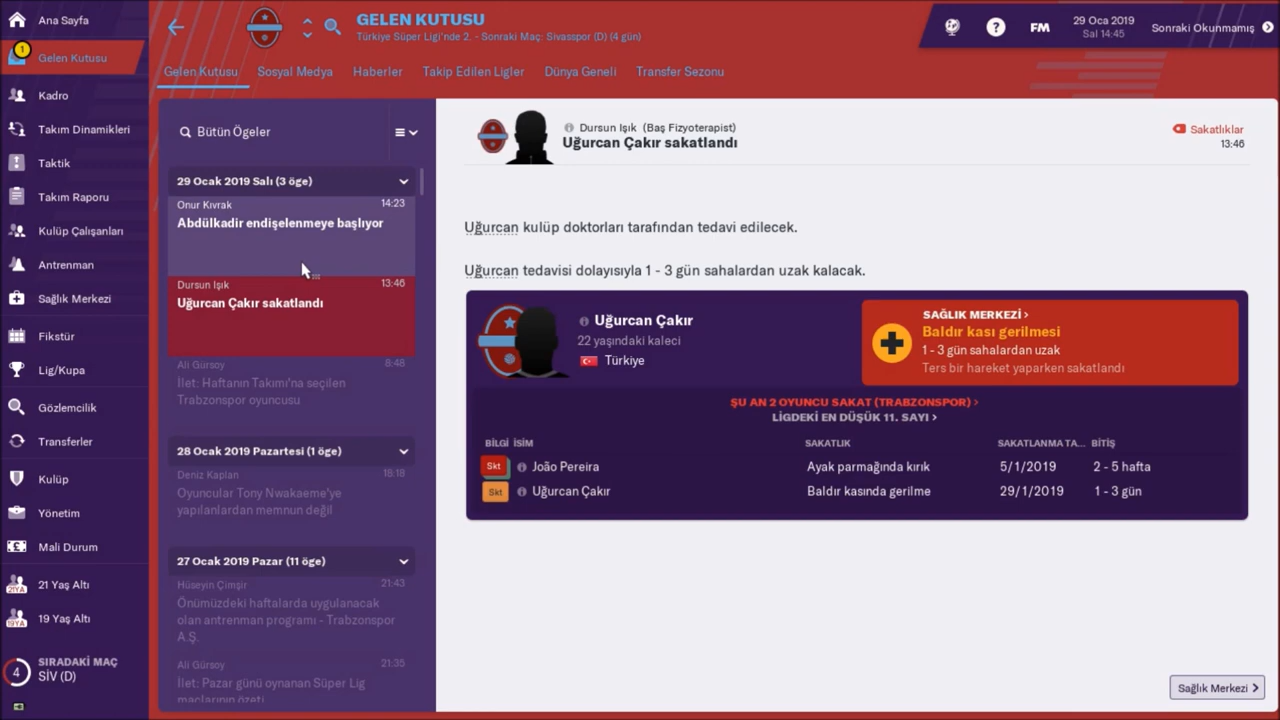 Ana Sayfa
1
Gelen Kutusu
Kadro
Takım Dinamikleri
Taktik
Takım Raporu
Kulüp Çalışanları
Antrenman
Sağlık Merkezi
Fikstür
Lig/Kupa
Gözlemcilik
Transferler
Kulüp
Yönetim
Mali Durum
21YA
21 Yaş Altı
19YA
19 Yaş Altı
4
SIRADAKİ MAÇ
SİV (D)
GELEN KUTUSU
Türkiye Süper Ligi'nde 2. - Sonraki Maç: Sivasspor (D) (4 gün)
FM
29 Oca 2019
Sal 14:45
Sonraki Okunmamış
Gelen Kutusu
Sosyal Medya
Haberler
Takip Edilen Ligler
Dünya Geneli
Transfer Sezonu
Bütün Ögeler
29 Ocak 2019 Salı (3 öge)
Onur Kıvrak 14:23
Abdülkadir endişelenmeye başlıyor
Dursun Işık 13:46
Uğurcan Çakır sakatlandı
Ali Gürsoy 8:48
İlet: Haftanın Takımı'na seçilen
Trabzonspor oyuncusu
28 Ocak 2019 Pazartesi (1 öge)
Deniz Kaplan 18:18
Oyuncular Tony Nwakaeme'ye
yapılanlardan memnun değil
27 Ocak 2019 Pazar (11 öge)
Hüseyin Çimşir 21:43
Önümüzdeki haftalarda uygulanacak
olan antrenman programı - Trabzonspor
A.Ş.
Ali Gürsoy 21:35
İlet: Pazar günü oynanan Süper Lig
maçlarının özeti
Dursun Işık (Baş Fizyoterapist)
Uğurcan Çakır sakatlandı
Sakatlıklar
13:46
Uğurcan kulüp doktorları tarafından tedavi edilecek.
Uğurcan tedavisi dolayısıyla 1 - 3 gün sahalardan uzak kalacak.
Uğurcan Çakır
22 yaşındaki kaleci
Türkiye
SAĞLIK MERKEZİ >
Baldır kası gerilmesi
1 - 3 gün sahalardan uzak
Ters bir hareket yaparken sakatlandı
ŞU AN 2 OYUNCU SAKAT (TRABZONSPOR) >
LİGDEKİ EN DÜŞÜK 11. SAYI >
BİLGİ İSİM SAKATLIK SAKATLANMA TA... BİTİŞ
Skt João Pereira Ayak parmağında kırık 5/1/2019 2 - 5 hafta
Skt Uğurcan Çakır Baldır kasında gerilme 29/1/2019 1 - 3 gün
Sağlık Merkezi >